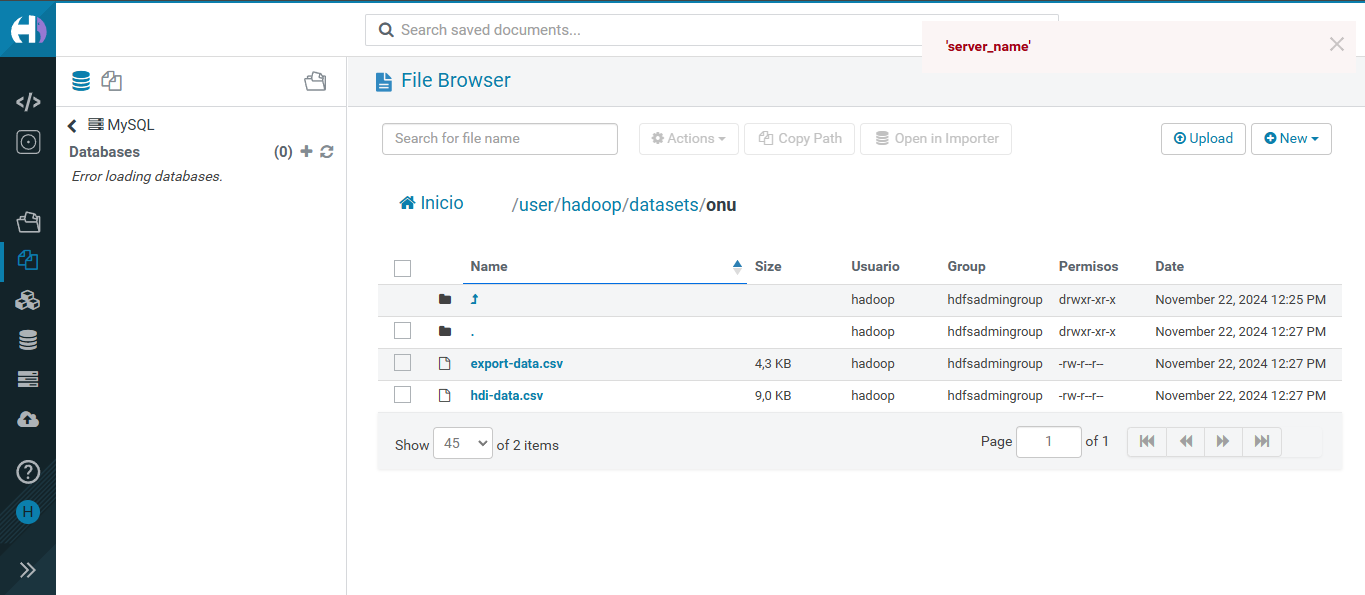 Search saved documents...
'server_name'
File Browser
MySQL
Databases (0)
Error loading databases.
Search for file name
Actions
Copy Path
Open in Importer
Upload
New
Inicio
/user/hadoop/datasets/onu
Name Size Usuario Group Permisos Date
hadoop hdfsadmingroup drwxr-xr-x November 22, 2024 12:25 PM
. hadoop hdfsadmingroup drwxr-xr-x November 22, 2024 12:27 PM
export-data.csv 4,3 KB hadoop hdfsadmingroup -rw-r--r-- November 22, 2024 12:27 PM
hdi-data.csv 9,0 KB hadoop hdfsadmingroup -rw-r--r-- November 22, 2024 12:27 PM
Show 45 of 2 items
Page 1 of 1
H